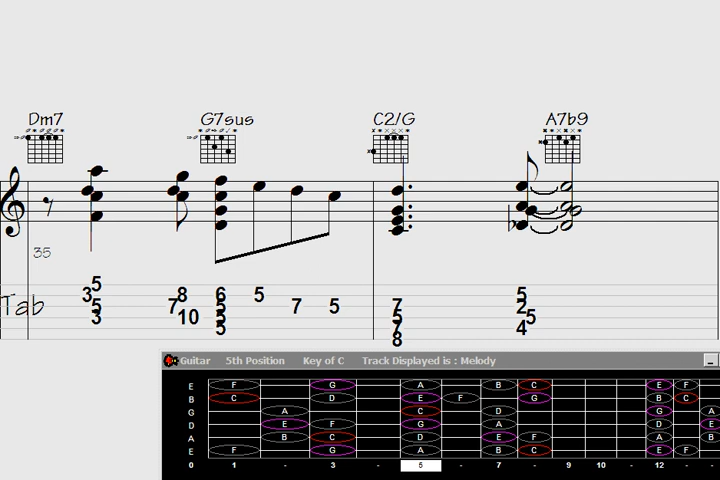 Dm7 G7sus C2/G A7b9
35
5 5
3 8 6 5
Tab 5 7 5 7 5 7 2
3 10 5 5 5
5 7 4
8
Guitar 5th Position Key of C Track Displayed is : Melody
E F G A B C E F
B C D E F G B C
G A C D G A
D E F G A D E
A B C D E F A B
E F G A B C E F
0 1 - 3 - 5 - 7 - 9 10 - 12 - -